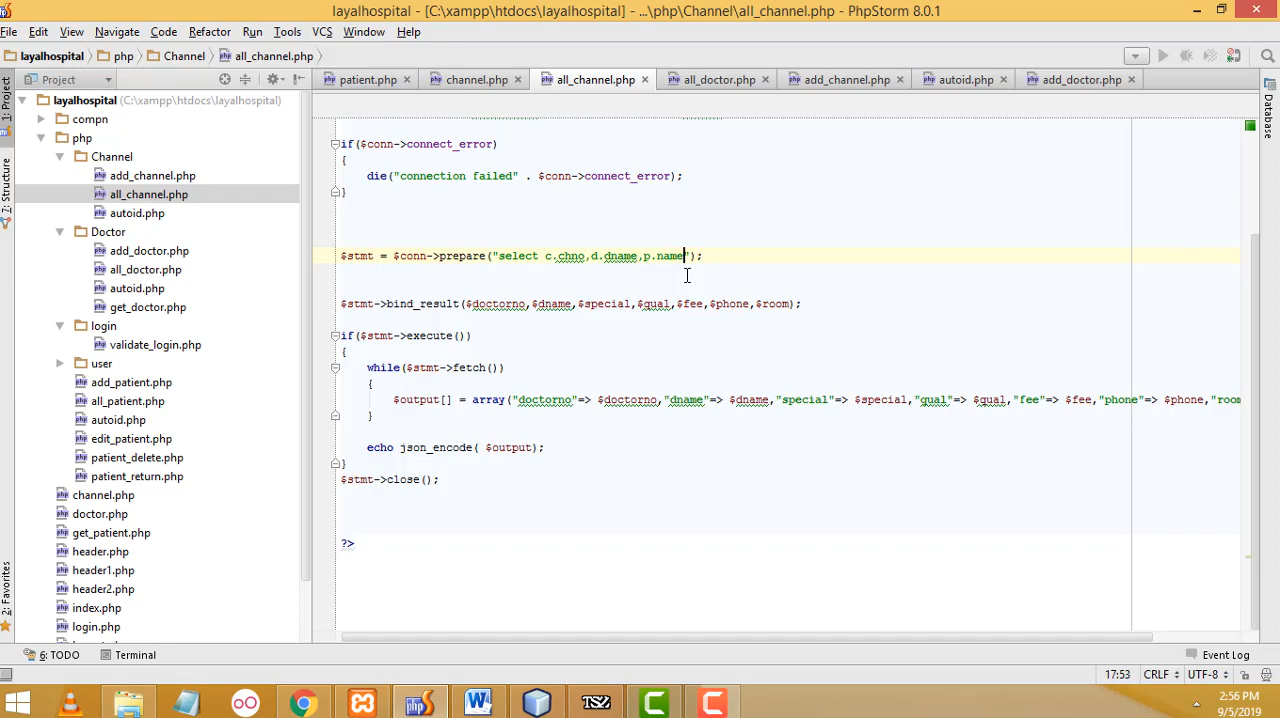 layalhospital - [C:\xampp\htdocs\layalhospital] - ...\php\Channel\all_channel.php - PhpStorm 8.0.1
File Edit View Navigate Code Refactor Run Tools VCS Window Help
layalhospital php Channel all_channel.php
Project
patient.php channel.php all_channel.php all_doctor.php add_channel.php autoid.php add_doctor.php
1: Project
7: Structure
2: Favorites
Database
layalhospital (C:\xampp\htdocs\layalhospital)
compn
php
Channel
add_channel.php
all_channel.php
autoid.php
Doctor
add_doctor.php
all_doctor.php
autoid.php
get_doctor.php
login
validate_login.php
user
add_patient.php
all_patient.php
autoid.php
edit_patient.php
patient_delete.php
patient_return.php
channel.php
doctor.php
get_patient.php
header.php
header1.php
header2.php
index.php
login.php
if($conn->connect_error)
{
die("connection failed" . $conn->connect_error);
}
$stmt = $conn->prepare("select c.chno,d.dname,p.name");
$stmt->bind_result($doctorno,$dname,$special,$qual,$fee,$phone,$room);
if($stmt->execute())
{
while($stmt->fetch())
{
$output[] = array("doctorno"=> $doctorno,"dname"=> $dname,"special"=> $special,"qual"=> $qual,"fee"=> $fee,"phone"=> $phone,"room
}
echo json_encode( $output);
}
$stmt->close();
?>
6: TODO Terminal Event Log
17:53 CRLF UTF-8
2:56 PM
9/5/2019